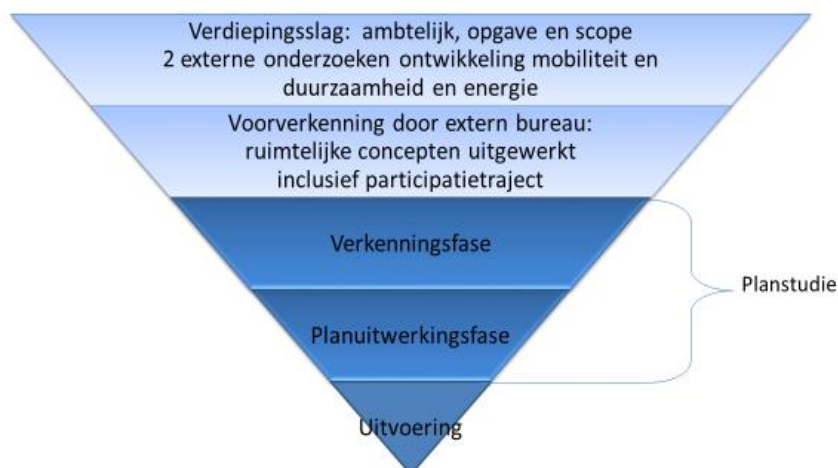 Verdiepingsslag: ambtelijk, opgave en scope
2 externe onderzoeken ontwikkeling mobiliteit en
duurzaamheid en energie
Voorverkenning door extern bureau:
ruimtelijke concepten uitgewerkt
inclusief participatietraject
Verkenningsfase
Planstudie
Planuitwerkingsfase
Uitvoering